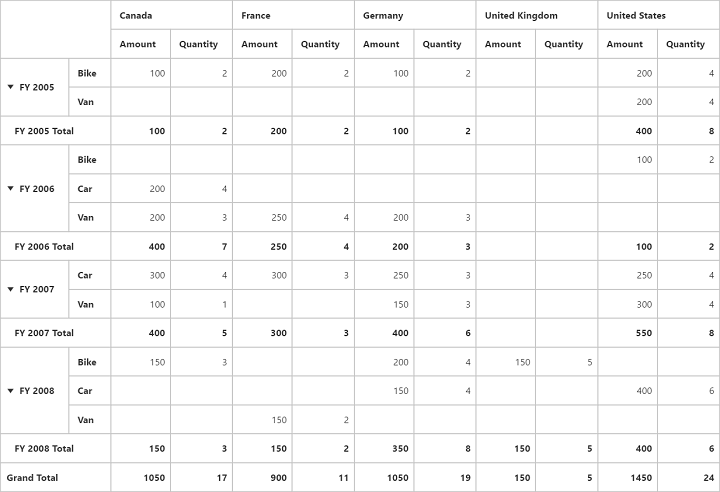 Canada France Germany United Kingdom United States
Amount Quantity Amount Quantity Amount Quantity Amount Quantity Amount Quantity
FY 2005 Bike 100 2 200 2 100 2 200 4
Van 200 4
FY 2005 Total 100 2 200 2 100 2 400 8
Bike 100 2
FY 2006 Car 200 4
Van 200 3 250 4 200 3
FY 2006 Total 400 7 250 4 200 3 100 2
FY 2007 Car 300 4 300 3 250 3 250 4
Van 100 1 150 3 300 4
FY 2007 Total 400 5 300 3 400 6 550 8
Bike 150 3 200 4 150 5
FY 2008 Car 150 4 400 6
Van 150 2
FY 2008 Total 150 3 150 2 350 8 150 5 400 6
Grand Total 1050 17 900 11 1050 19 150 5 1450 24